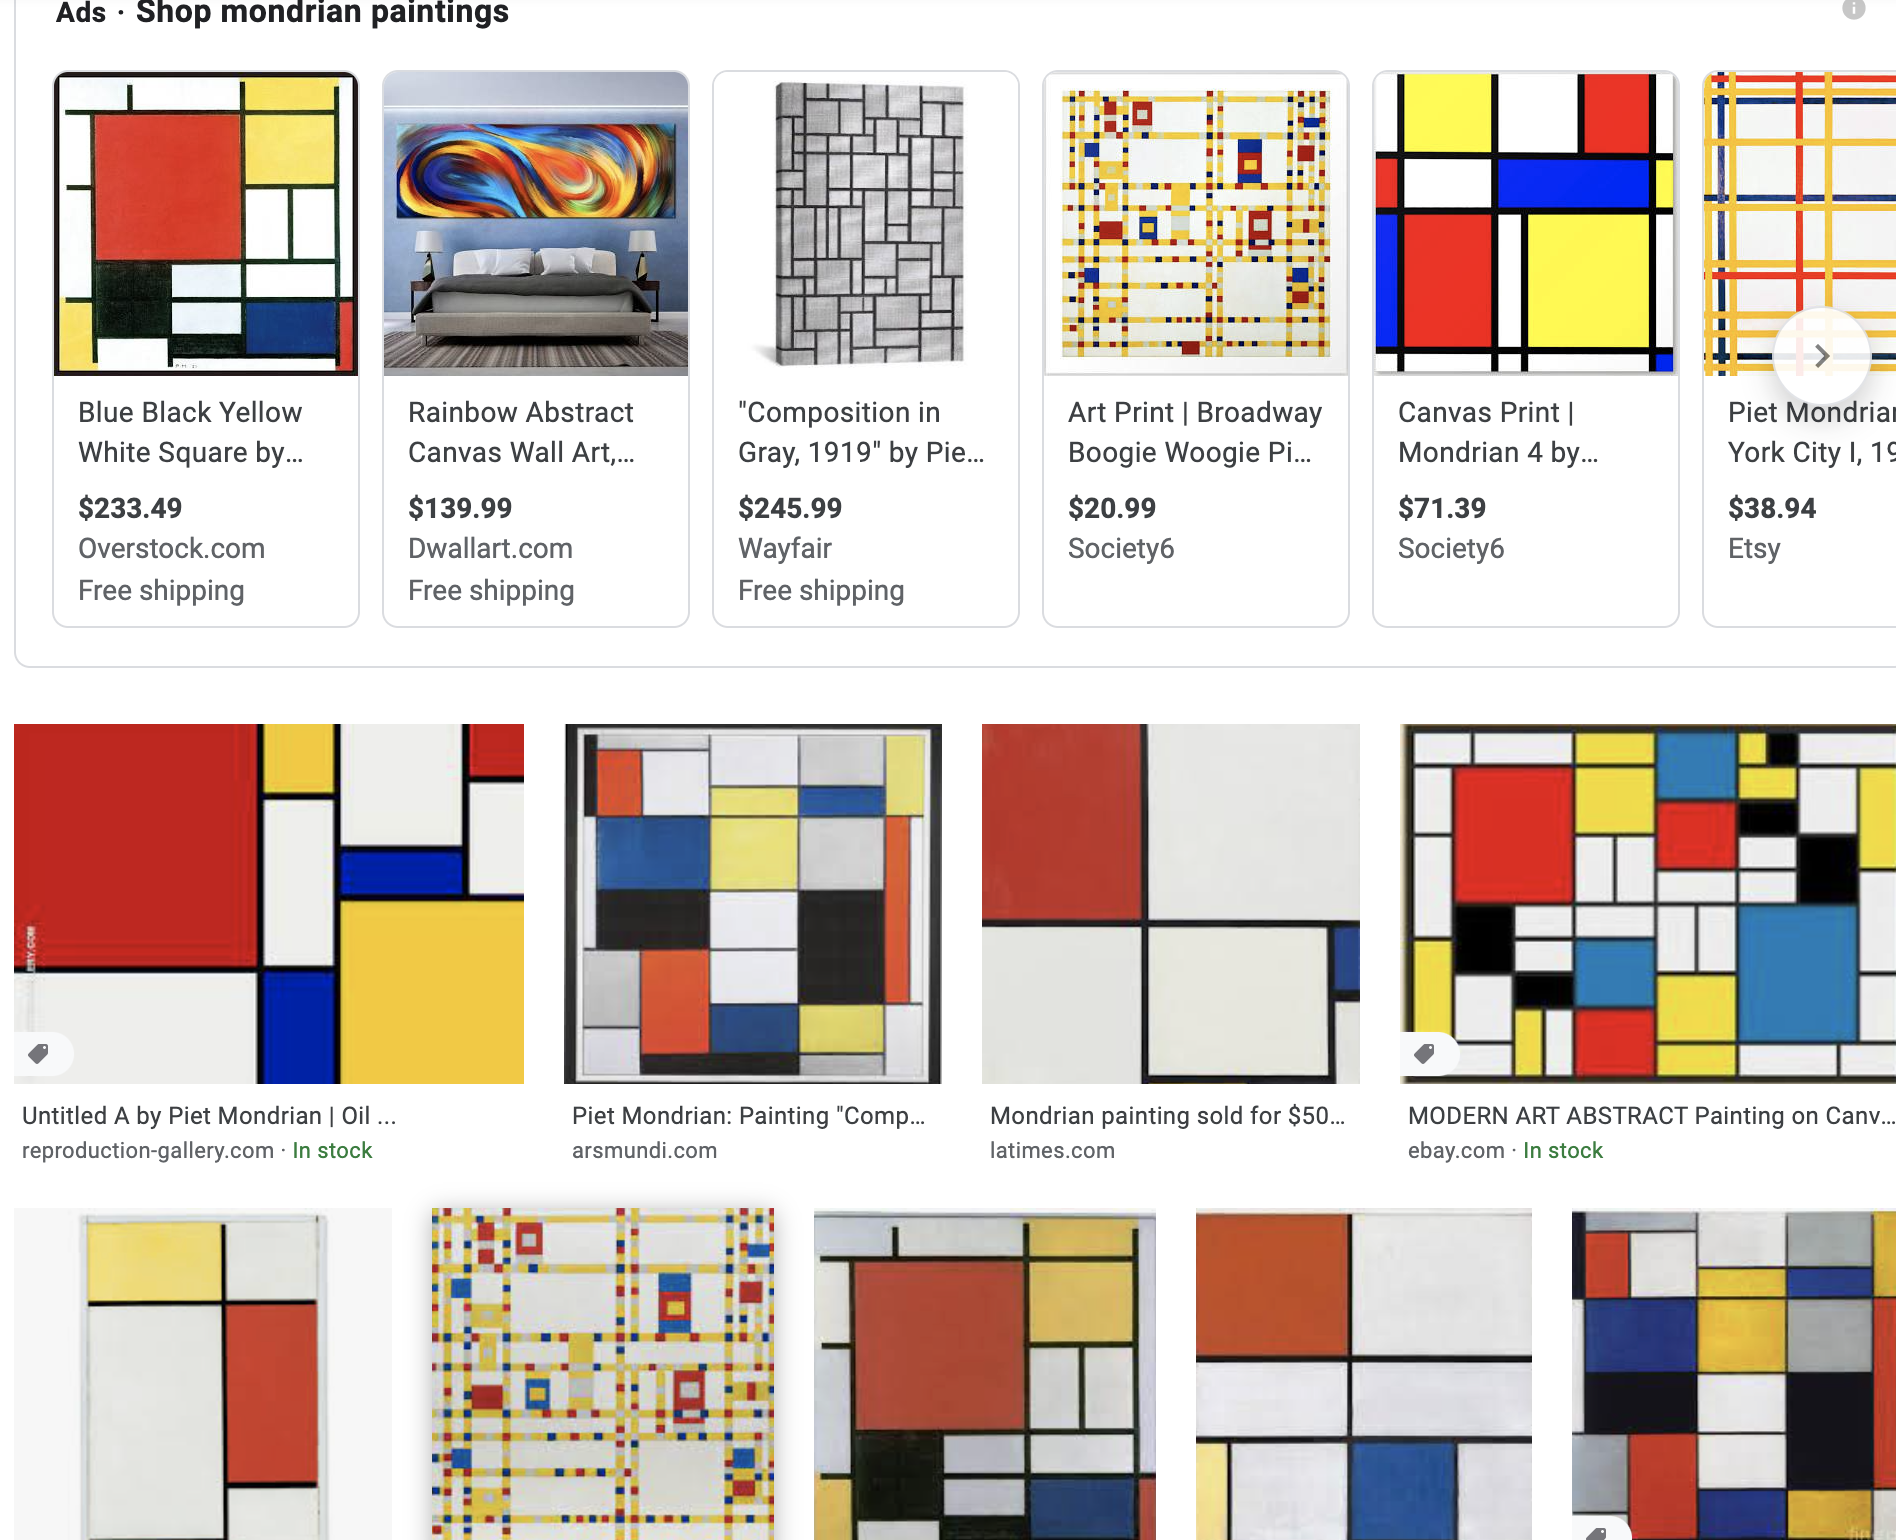 Ads · Shop mondrian paintings
Blue Black Yellow
White Square by...
$233.49
Overstock.com
Free shipping
Rainbow Abstract
Canvas Wall Art,...
$139.99
Dwallart.com
Free shipping
"Composition in
Gray, 1919" by Pie...
$245.99
Wayfair
Free shipping
Art Print | Broadway
Boogie Woogie Pi...
$20.99
Society6
Canvas Print |
Mondrian 4 by...
$71.39
Society6
Piet Mondria
York City I, 19
$38.94
Etsy
Untitled A by Piet Mondrian | Oil ...
reproduction-gallery.com · In stock
Piet Mondrian: Painting "Comp...
arsmundi.com
Mondrian painting sold for $50...
latimes.com
MODERN ART ABSTRACT Painting on Canv...
ebay.com · In stock